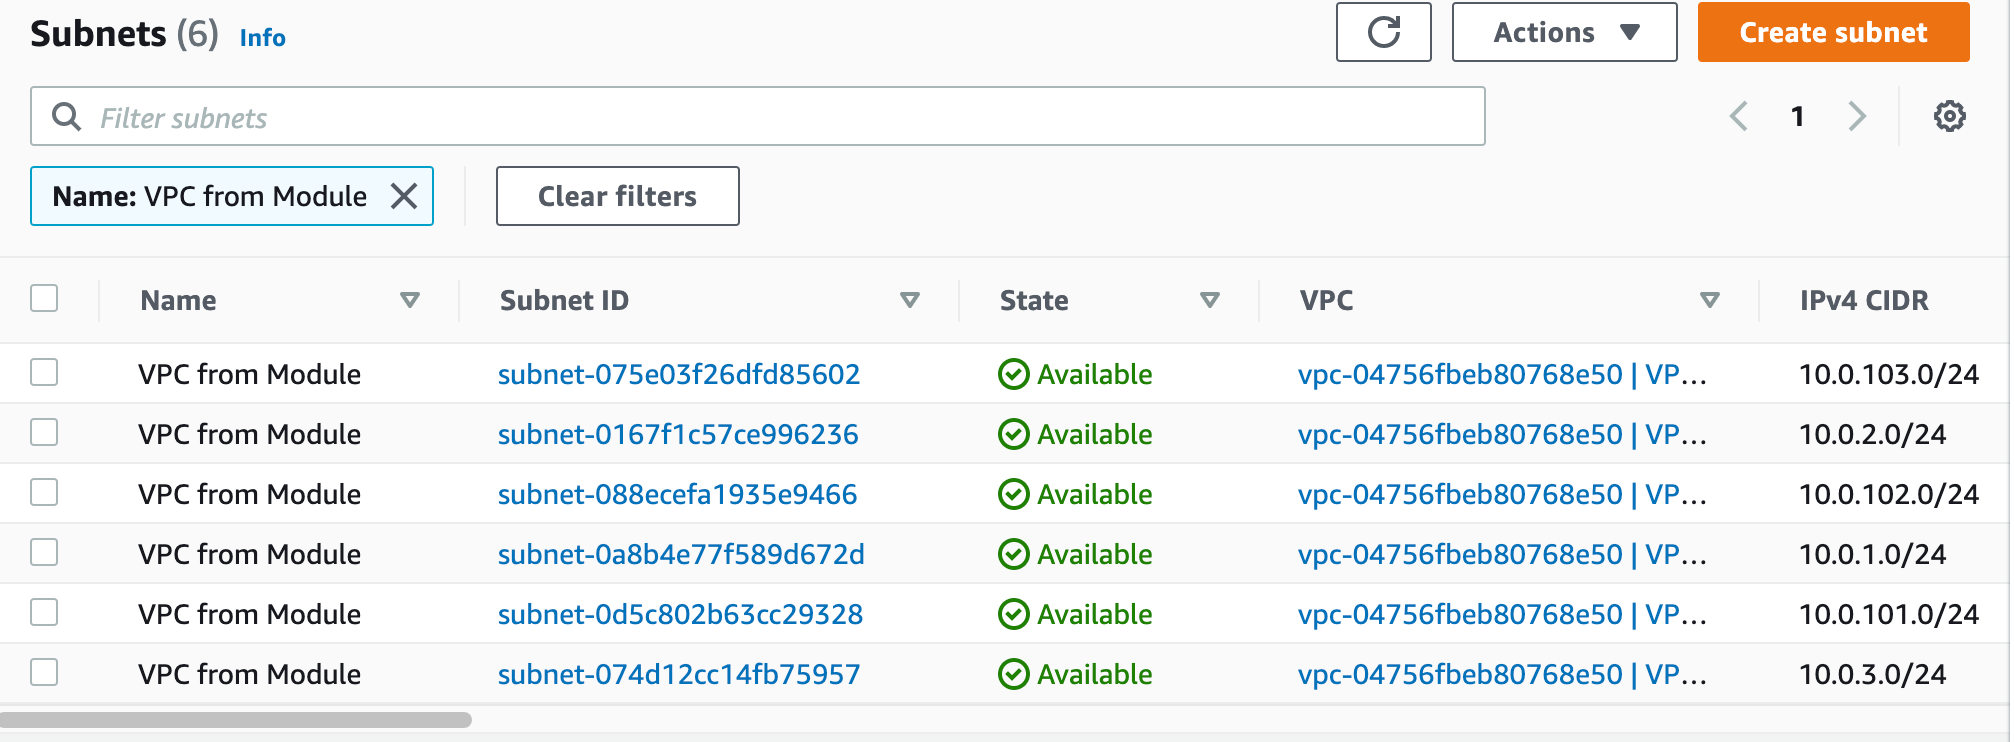 Subnets (6) Info
Actions
Create subnet
Filter subnets
1
Name: VPC from Module
Clear filters
Name Subnet ID State VPC IPv4 CIDR
VPC from Module subnet-075e03f26dfd85602 Available vpc-04756fbeb80768e50 | VP... 10.0.103.0/24
VPC from Module subnet-0167f1c57ce996236 Available vpc-04756fbeb80768e50 | VP... 10.0.2.0/24
VPC from Module subnet-088ecefa1935e9466 Available vpc-04756fbeb80768e50 | VP... 10.0.102.0/24
VPC from Module subnet-0a8b4e77f589d672d Available vpc-04756fbeb80768e50 | VP... 10.0.1.0/24
VPC from Module subnet-0d5c802b63cc29328 Available vpc-04756fbeb80768e50 | VP... 10.0.101.0/24
VPC from Module subnet-074d12cc14fb75957 Available vpc-04756fbeb80768e50 | VP... 10.0.3.0/24